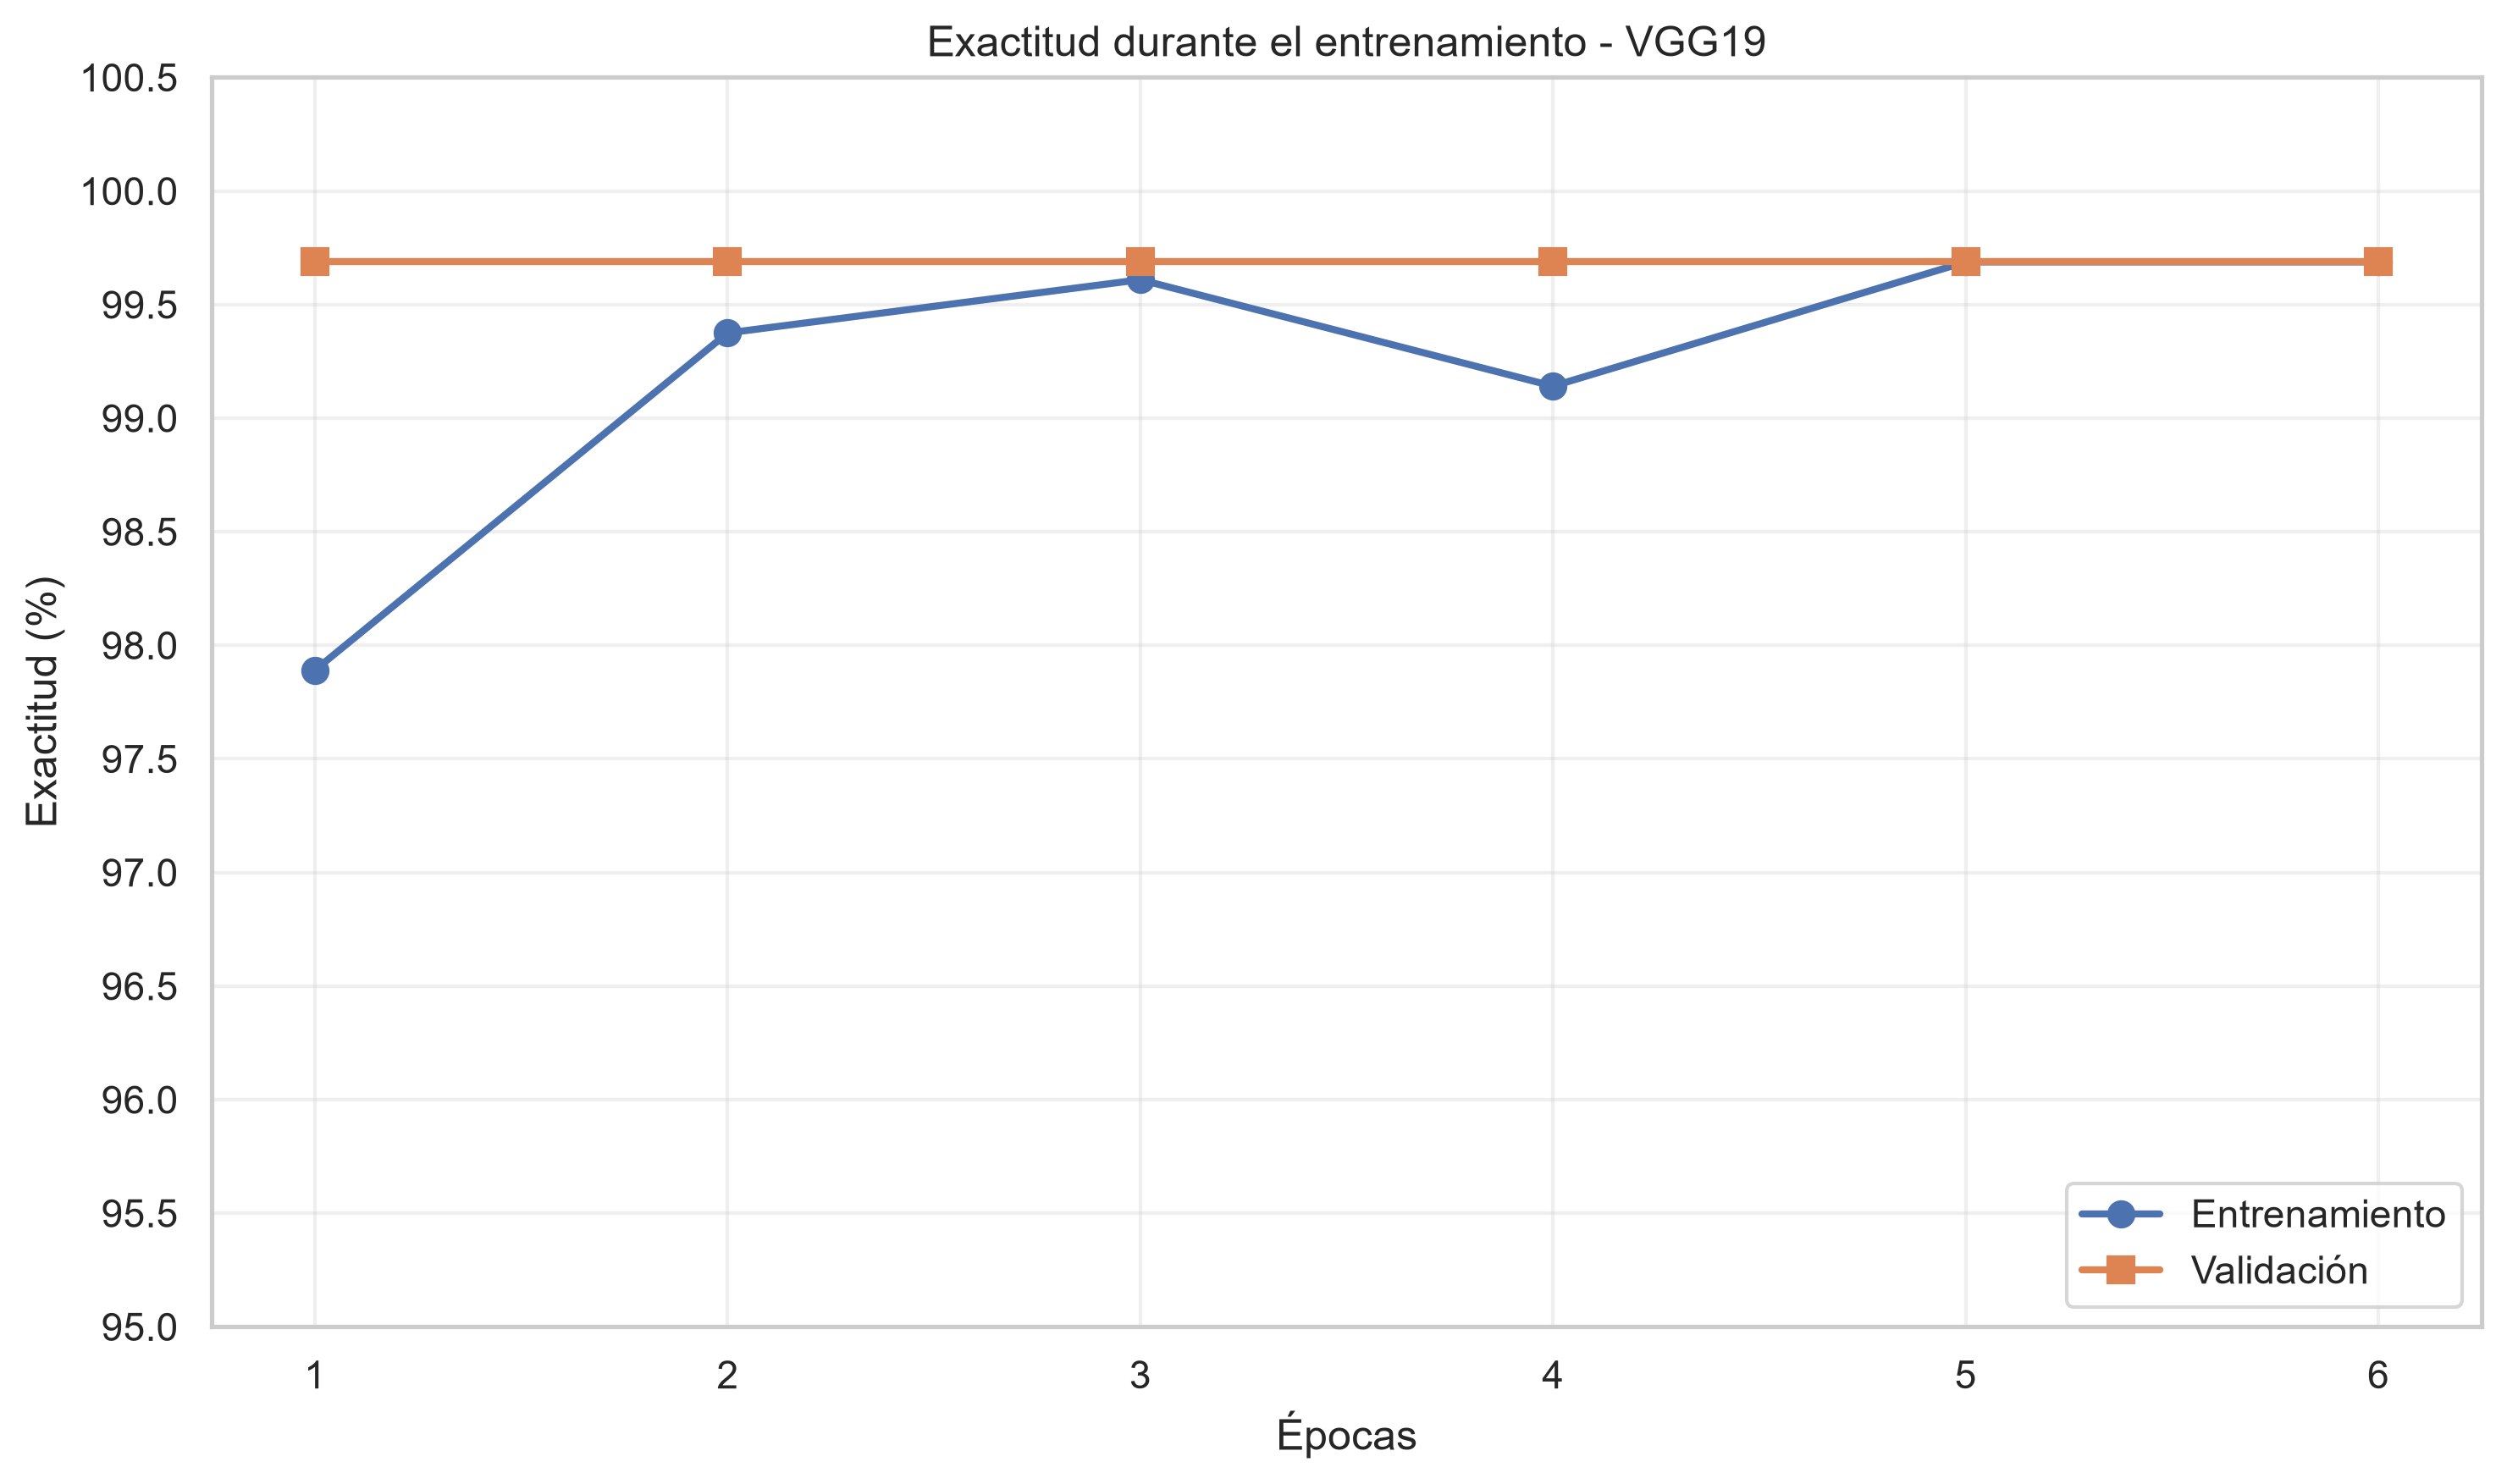 Exactitud durante el entrenamiento - VGG19
100.5
100.0
99.5
99.0
98.5
98.0
97.5
97.0
96.5
96.0
95.5
95.0
Exactitud (%)
1 2 3 4 5 6
Épocas
Entrenamiento
Validación